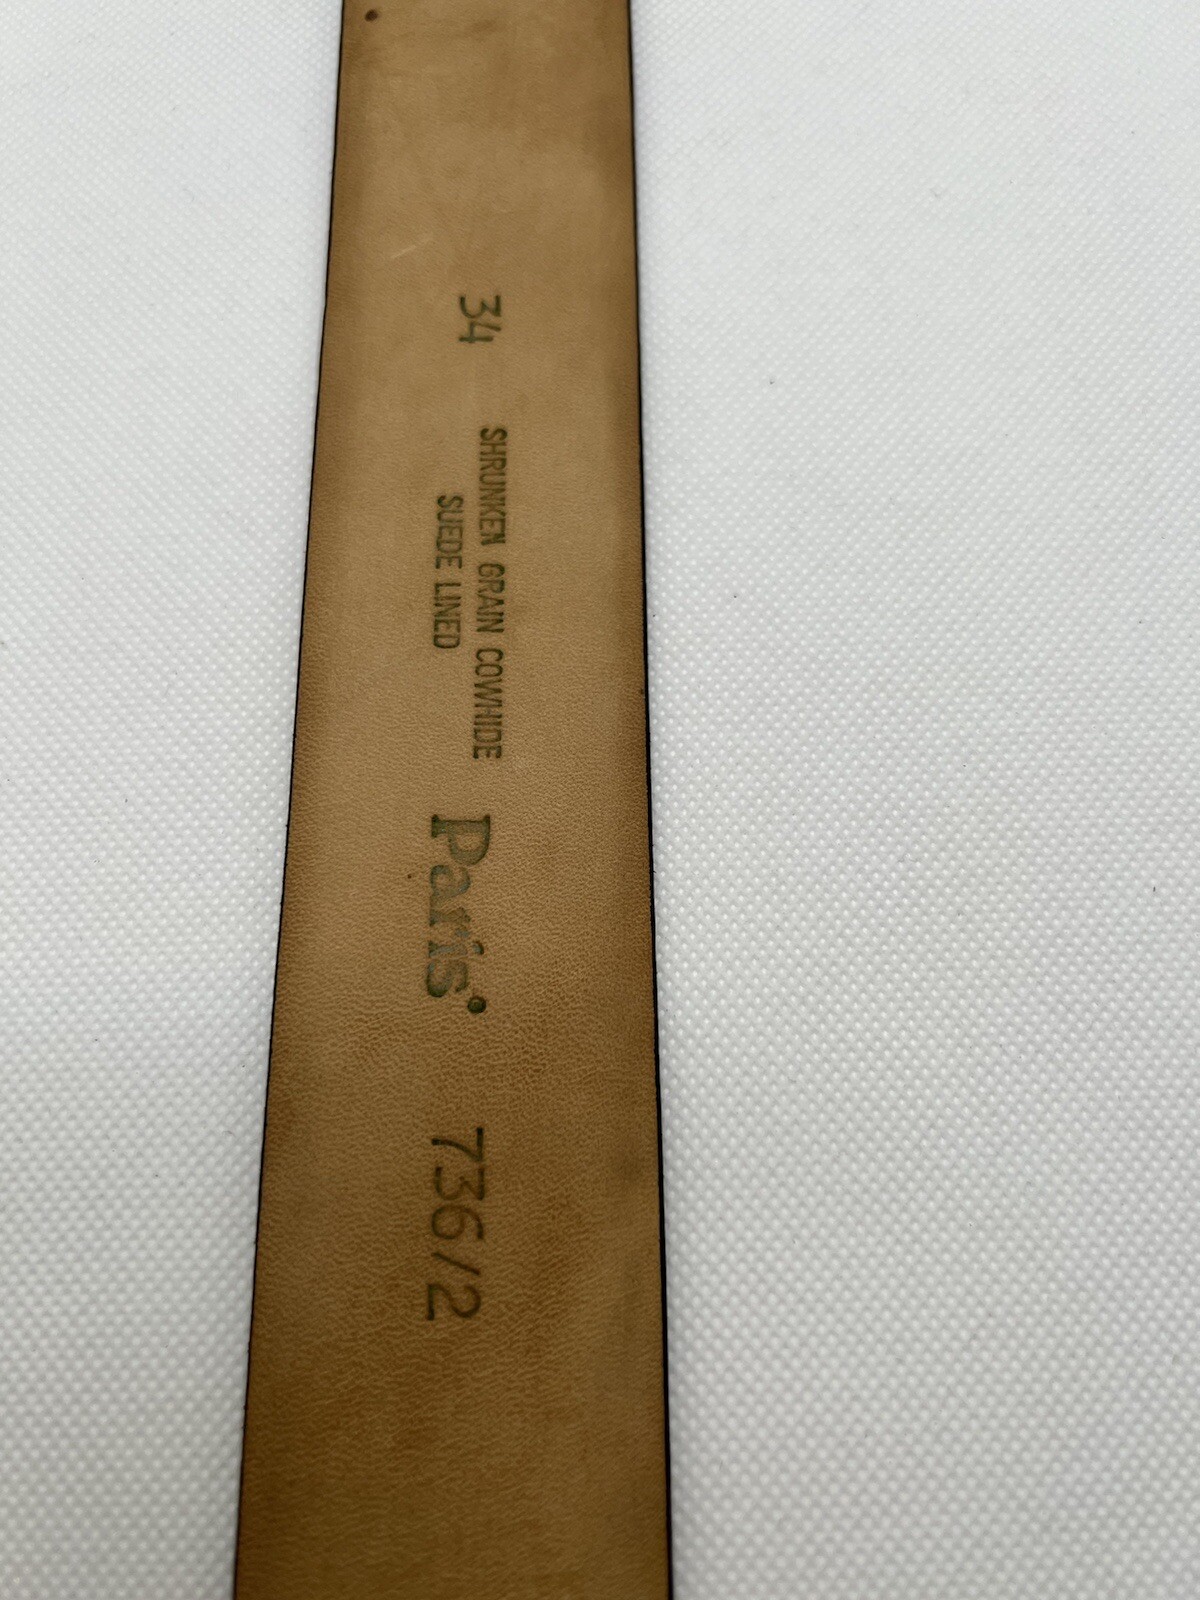 34
SHRUNKEN GRAIN COWHIDE
SUEDE LINED
Paris
736/2